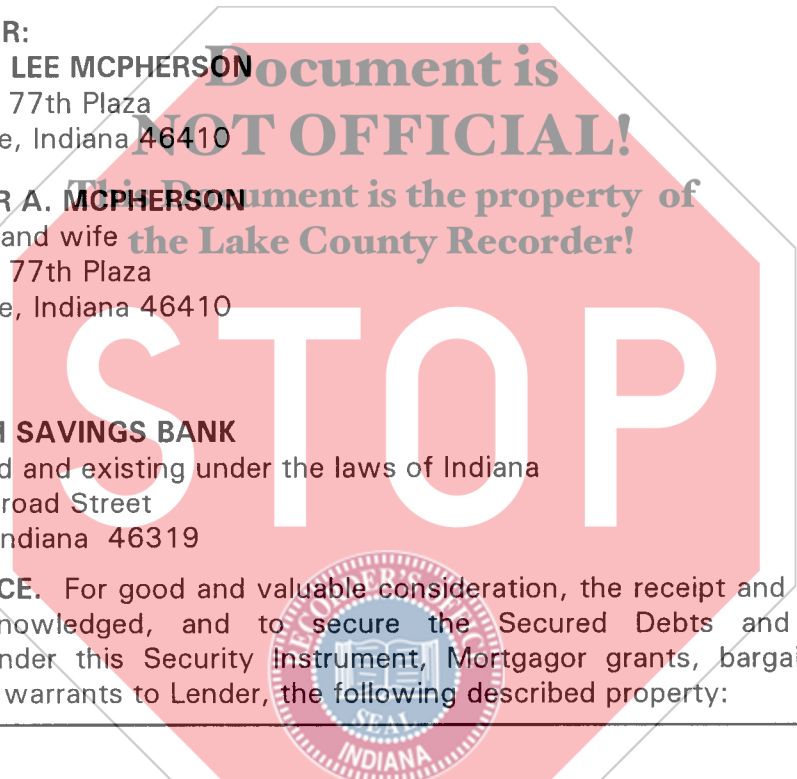 R:
LEE MCPHERSON
Document is
77th Plaza
e, Indiana 46410
NOT OFFICIAL!
R A. MCPHERSON
This Document is the property of
and wife
the Lake County Recorder!
77th Plaza
e, Indiana 46410
STOP
SAVINGS BANK
d and existing under the laws of Indiana
road Street
ndiana 46319
CE. For good and valuable consideration, the receipt and
nowledged, and to secure the Secured Debts and
nder this Security Instrument, Mortgagor grants, bargai
warrants to Lender, the following described property:
RECORDER'S OFFICE
SEAL
INDIANA